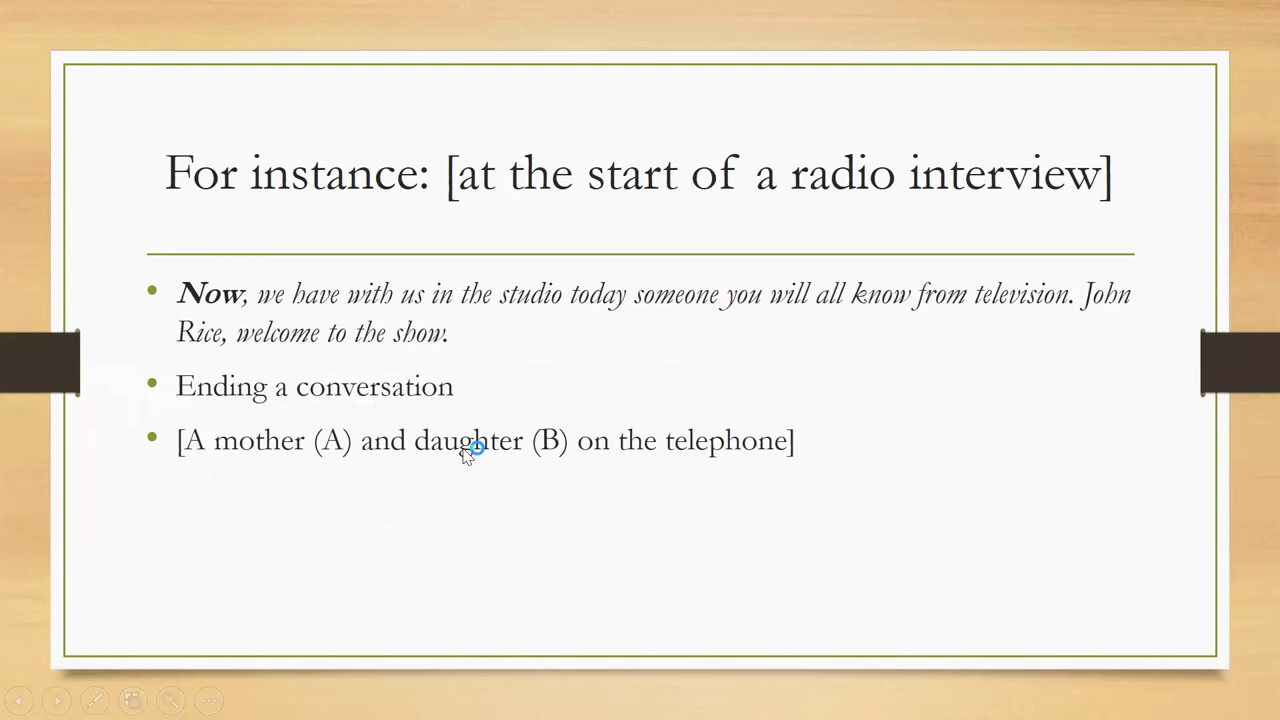 For instance: [at the start of a radio interview]
• Now, we have with us in the studio today someone you will all know from television. John
Rice, welcome to the show.
• Ending a conversation
• [A mother (A) and daughter (B) on the telephone]